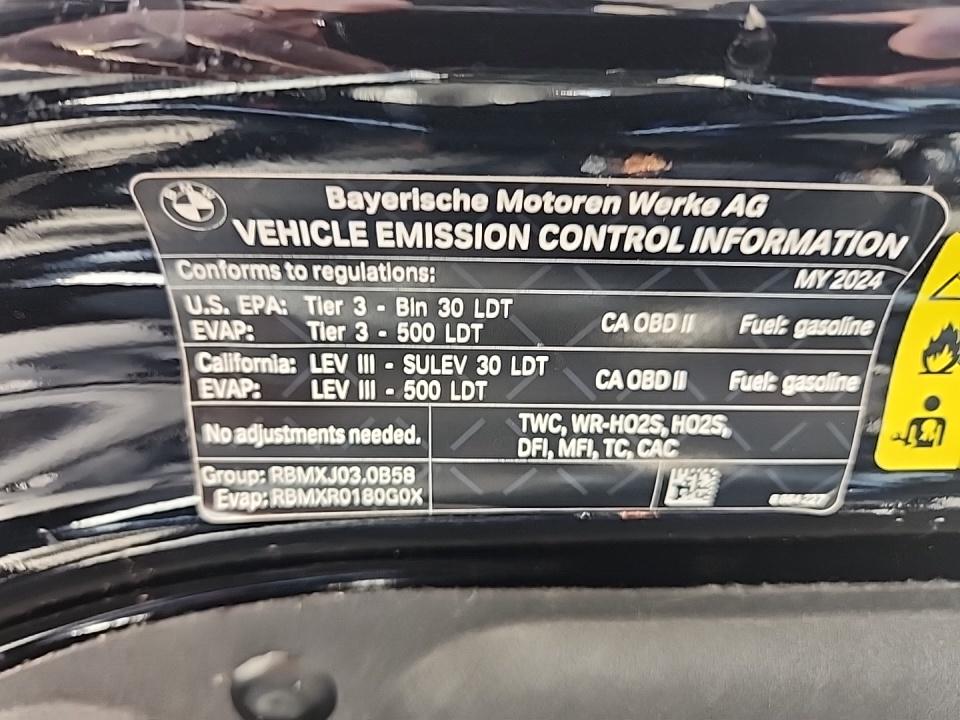 BMW
Bayerische Motoren Werke AG
VEHICLE EMISSION CONTROL INFORMATION
Conforms to regulations: MY 2024
U.S. EPA: Tier 3 - Bin 30 LDT
EVAP: Tier 3 - 500 LDT
CA OBD II Fuel: gasoline
California: LEV III - SULEV 30 LDT
EVAP: LEV III - 500 LDT
CA OBD II Fuel: gasoline
No adjustments needed.
TWC, WR-HO2S, HO2S,
DFI, MFI, TC, CAC
Group: RBMXJ03.0B58
Evap: RBMXR0180G0X